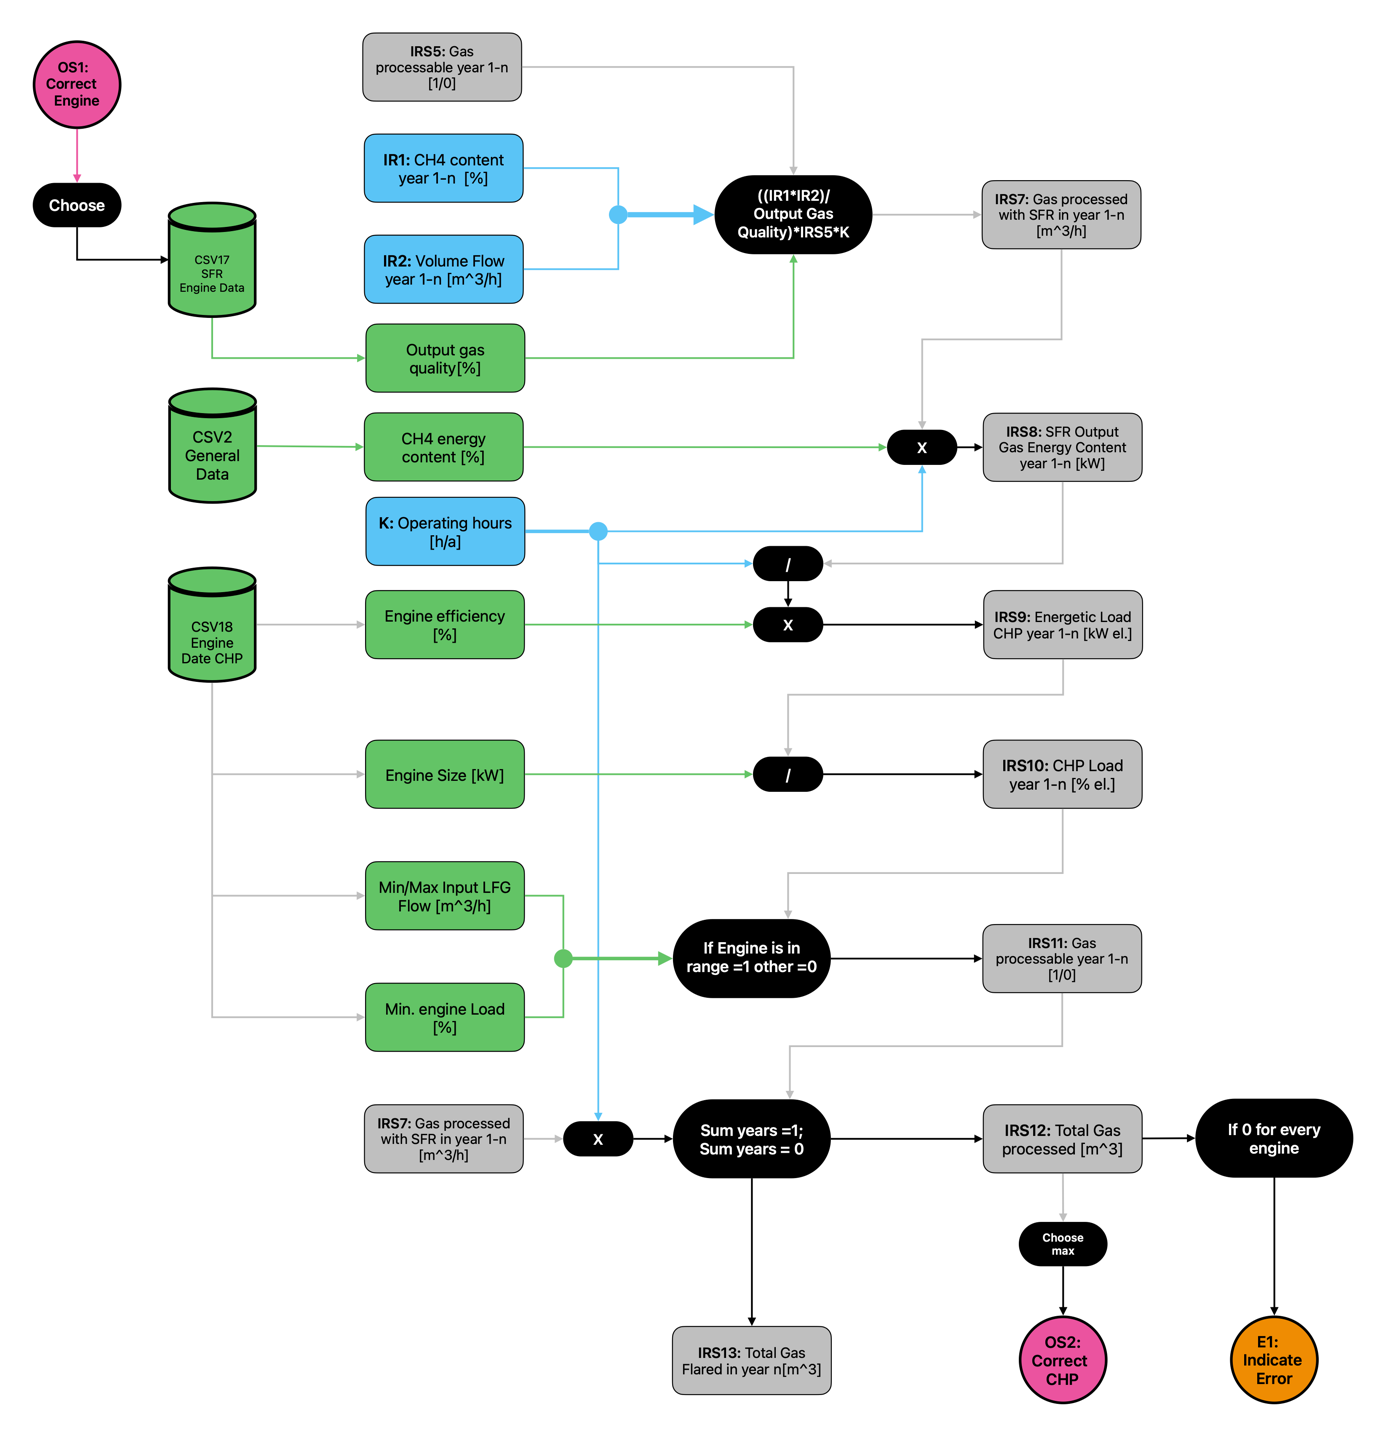 OS1:
Correct
Engine
Choose
CSV17
SFR
Engine Data
IRS5: Gas
processable year 1-n
[1/0]
IR1: CH4 content
year 1-n  [%]
IR2: Volume Flow
year 1-n [m^3/h]
Output gas
quality[%]
((IR1*IR2)/
Output Gas
Quality)*IRS5*K
IRS7: Gas processed
with SFR in year 1-n
[m^3/h]
CSV2
General
Data
CH4 energy
content [%]
X
IRS8: SFR Output
Gas Energy Content
year 1-n [kW]
K: Operating hours
[h/a]
/
CSV18
Engine
Date CHP
Engine efficiency
[%]
X
IRS9: Energetic Load
CHP year 1-n [kW el.]
Engine Size [kW]
/
IRS10: CHP Load
year 1-n [% el.]
Min/Max Input LFG
Flow [m^3/h]
If Engine is in
range =1 other =0
IRS11: Gas
processable year 1-n
[1/0]
Min. engine Load
[%]
IRS7: Gas processed
with SFR in year 1-n
[m^3/h]
X
Sum years =1;
Sum years = 0
IRS12: Total Gas
processed [m^3]
If 0 for every
engine
Choose
max
IRS13: Total Gas
Flared in year n[m^3]
OS2:
Correct
CHP
E1:
Indicate
Error